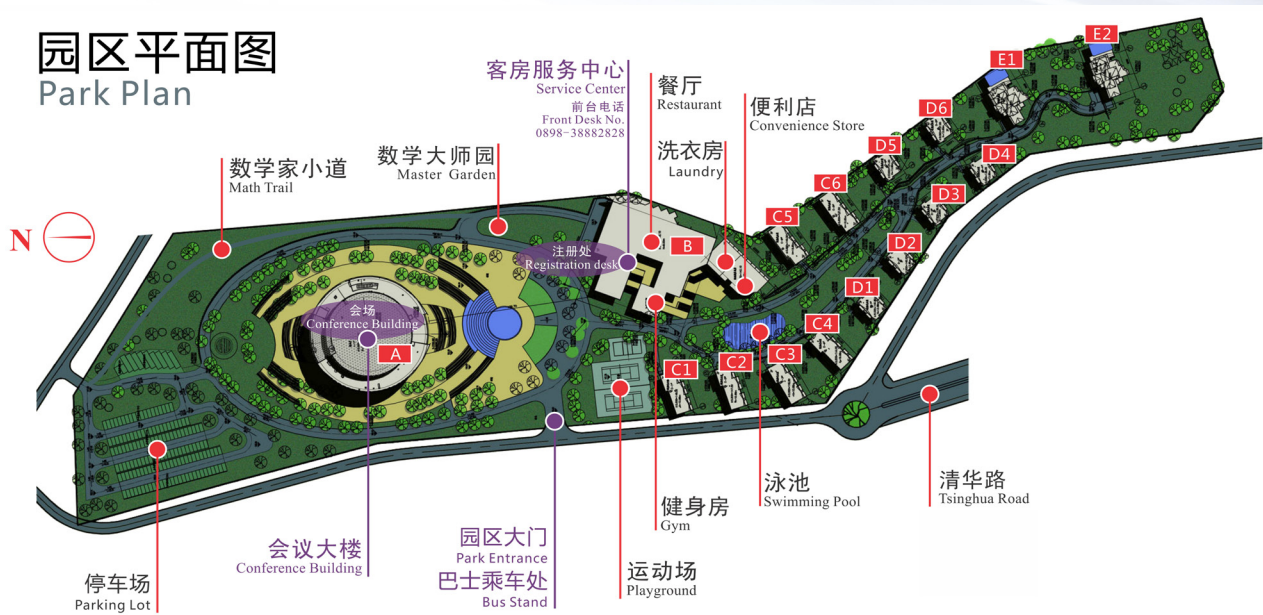 园区平面图
Park Plan
客房服务中心
Service Center
前台电话
Front Desk No.
0898-38882828
餐厅
Restaurant
便利店
Convenience Store
洗衣房
Laundry
数学家小道
Math Trail
数学大师园
Master Garden
N
注册处
Registration desk
会场
Conference Building
A
B
C1
C2
C3
C4
C5
C6
D1
D2
D3
D4
D5
D6
E1
E2
清华路
Tsinghua Road
泳池
Swimming Pool
健身房
Gym
运动场
Playground
园区大门
Park Entrance
巴士乘车处
Bus Stand
会议大楼
Conference Building
停车场
Parking Lot